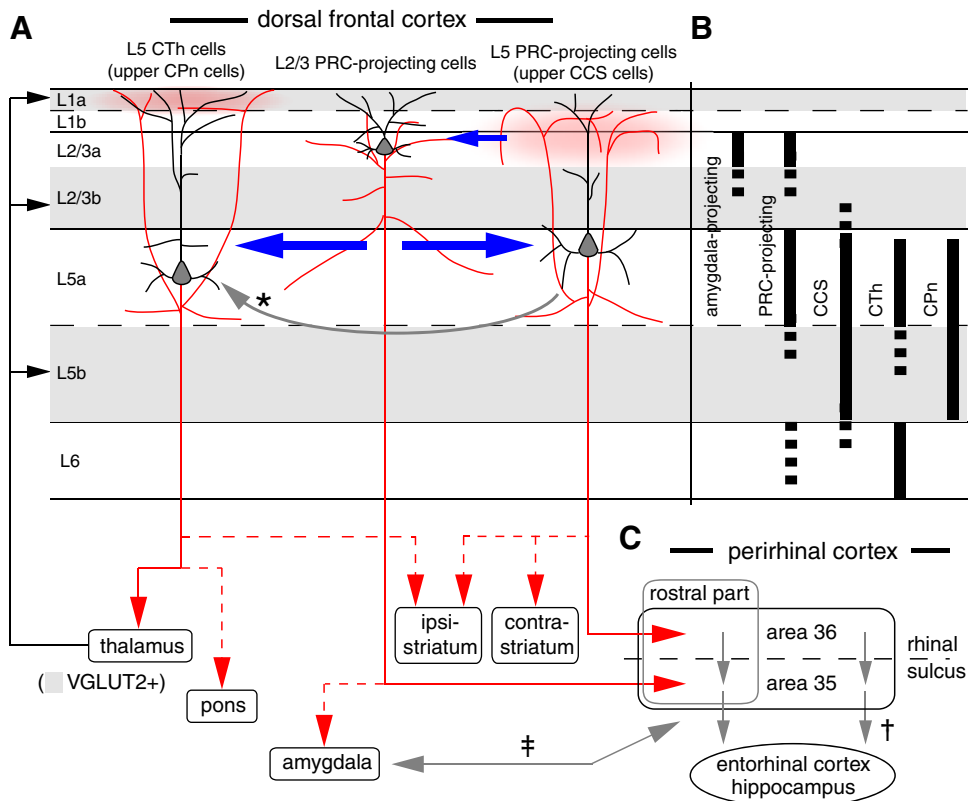 A
dorsal frontal cortex
B
L5 CTh cells
(upper CPn cells)
L2/3 PRC-projecting cells
L5 PRC-projecting cells
(upper CCS cells)
L1a
L1b
L2/3a
L2/3b
L5a
L5b
L6
*
amygdala-projecting
PRC-projecting
CCS
CTh
CPn
C
perirhinal cortex
rostral part
area 36
area 35
rhinal
sulcus
thalamus
( VGLUT2+)
pons
ipsi-
striatum
contra-
striatum
amygdala
‡
†
entorhinal cortex
hippocampus